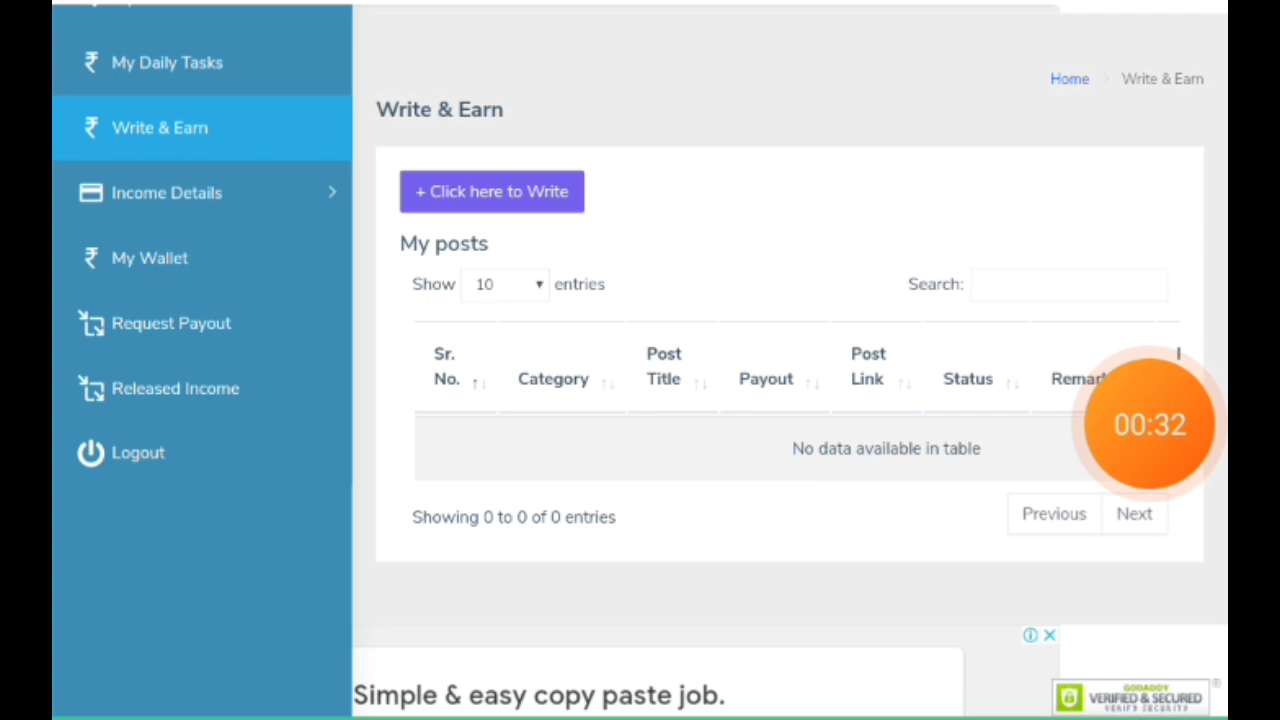 My Daily Tasks
Write & Earn
Income Details
My Wallet
Request Payout
Released Income
Logout
Home > Write & Earn
Write & Earn
+ Click here to Write
My posts
Show 10 entries
Search:
Sr. No.
Category
Post Title
Payout
Post Link
Status
Remar
No data available in table
00:32
Showing 0 to 0 of 0 entries
Previous
Next
Simple & easy copy paste job.
GODADDY
VERIFIED & SECURED
VERIFY SECURITY